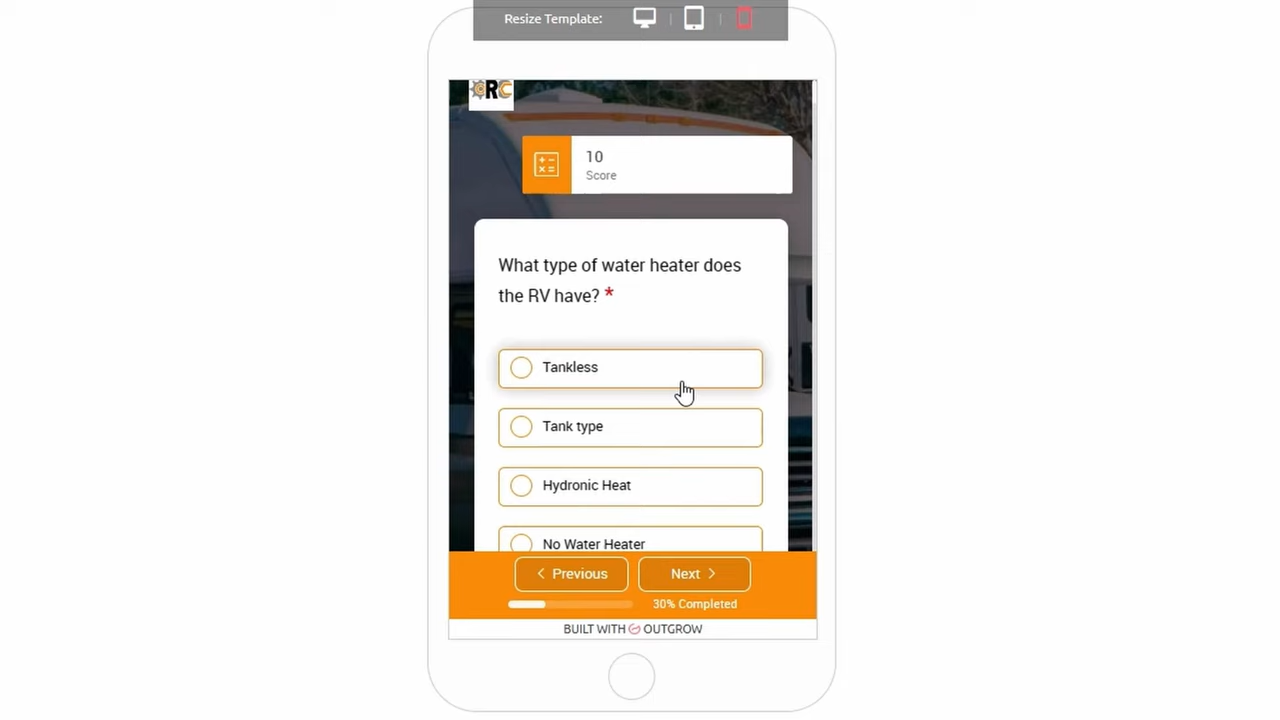 Resize Template:
CRC
10
Score
What type of water heater does
the RV have? *
Tankless
Tank type
Hydronic Heat
No Water Heater
Previous
Next
30% Completed
BUILT WITH OUTGROW